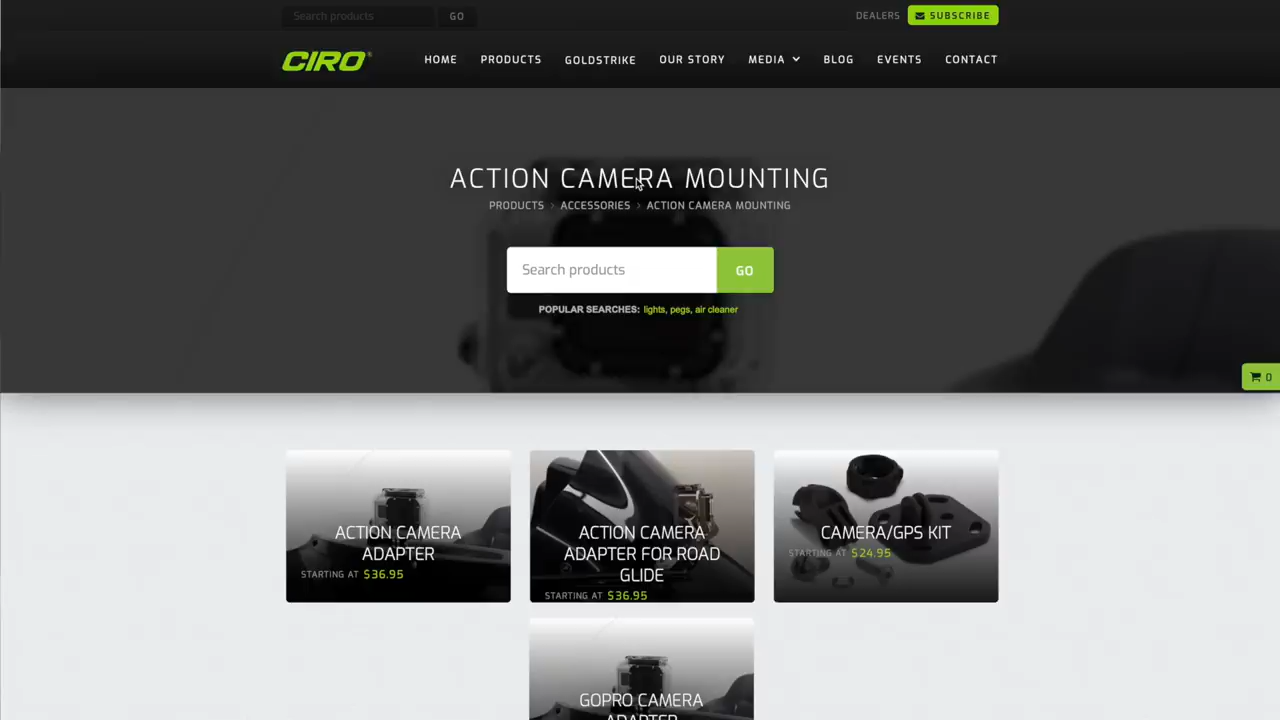 Search products GO DEALERS SUBSCRIBE
CIRO® HOME PRODUCTS GOLDSTRIKE OUR STORY MEDIA BLOG EVENTS CONTACT
ACTION CAMERA MOUNTING
PRODUCTS > ACCESSORIES > ACTION CAMERA MOUNTING
Search products GO
POPULAR SEARCHES: lights, pegs, air cleaner
0
ACTION CAMERA
ADAPTER
STARTING AT $36.95
ACTION CAMERA
ADAPTER FOR ROAD
GLIDE
STARTING AT $36.95
CAMERA/GPS KIT
STARTING AT $24.95
GOPRO CAMERA
ADAPTER